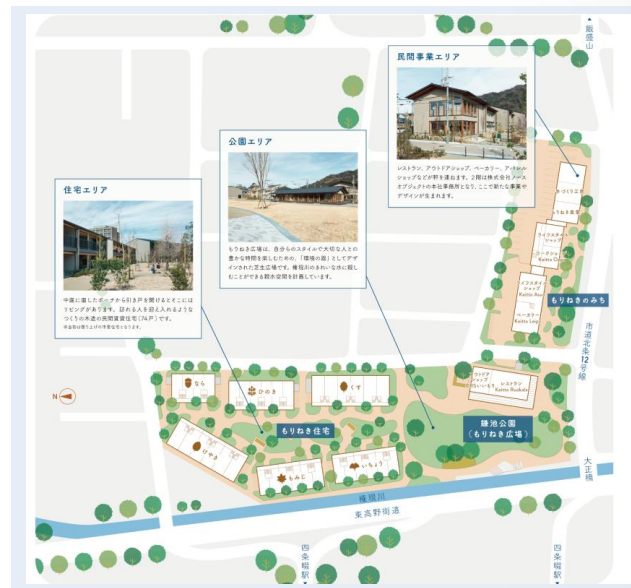 飯盛山
民間事業エリア
レストラン、アウトドアショップ、ベーカリー、アパレル
ショップなどが軒を連ねます。2階は株式会社ノース
オブジェクトの本社事務所となり、ここで新たな事業や
デザインが生まれます。
公園エリア
もりねき広場は、自分らのスタイルで大切な人との
豊かな時間を楽しむための、「環境の庭」としてデザ
インされた芝生広場です。権現川のきれいな水に親し
むことができる親水空間を計画しています。
住宅エリア
中庭に面したポーチから引き戸を開けるとそこには
リビングがあります。訪れる人を迎え入れるような
つくりの木造の民間賃貸住宅(74戸)です。
ベーカリー
もりねきのみち
市道北条12号線
レストラン
鎌池公園
(もりねき広場)
N
なら
ひのき
くす
もりねき住宅
けやき
もみじ
いちょう
権現川
東高野街道
大正橋
四条畷駅
四条畷駅